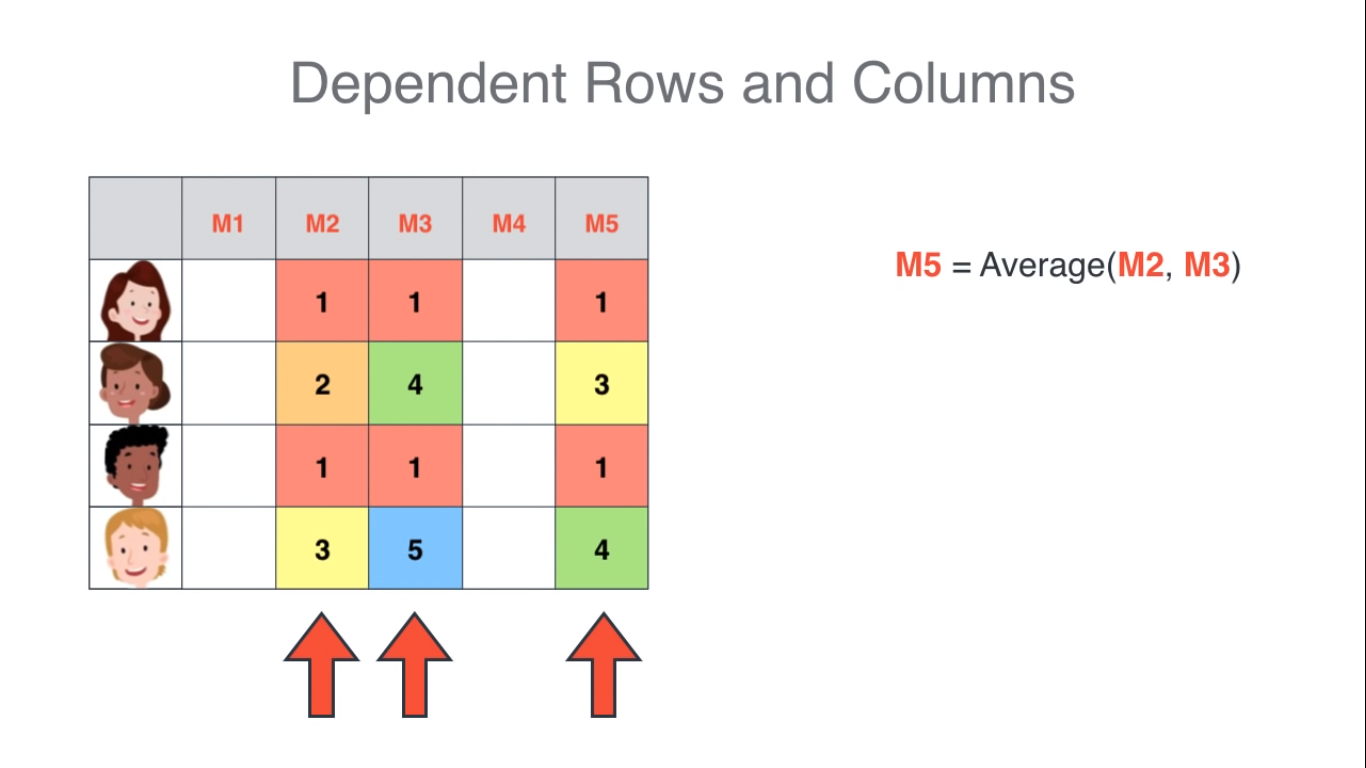 Dependent Rows and Columns
M1 M2 M3 M4 M5
1 1 1
2 4 3
1 1 1
3 5 4
M5 = Average(M2, M3)